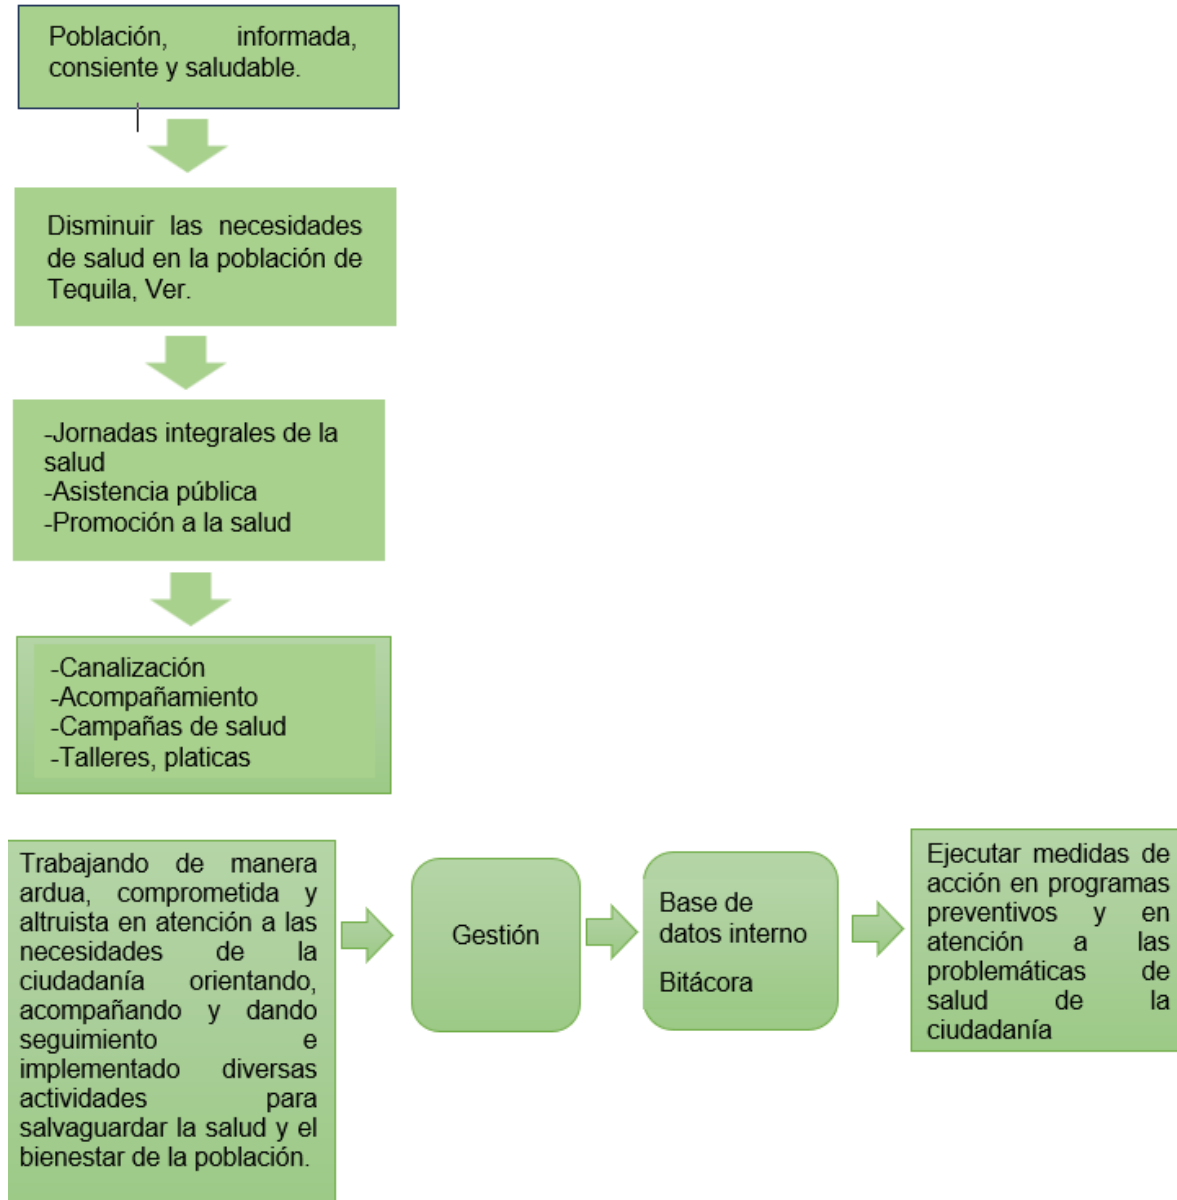 Población, informada,
consiente y saludable.
Disminuir las necesidades
de salud en la población de
Tequila, Ver.
-Jornadas integrales de la
salud
-Asistencia pública
-Promoción a la salud
-Canalización
-Acompañamiento
-Campañas de salud
-Talleres, platicas
Trabajando de manera
ardua, comprometida y
altruista en atención a las
necesidades de la
ciudadanía orientando,
acompañando y dando
seguimiento e
implementado diversas
actividades para
salvaguardar la salud y el
bienestar de la población.
Gestión
Base de
datos interno
Bitácora
Ejecutar medidas de
acción en programas
preventivos y en
atención a las
problemáticas de
salud de la
ciudadanía